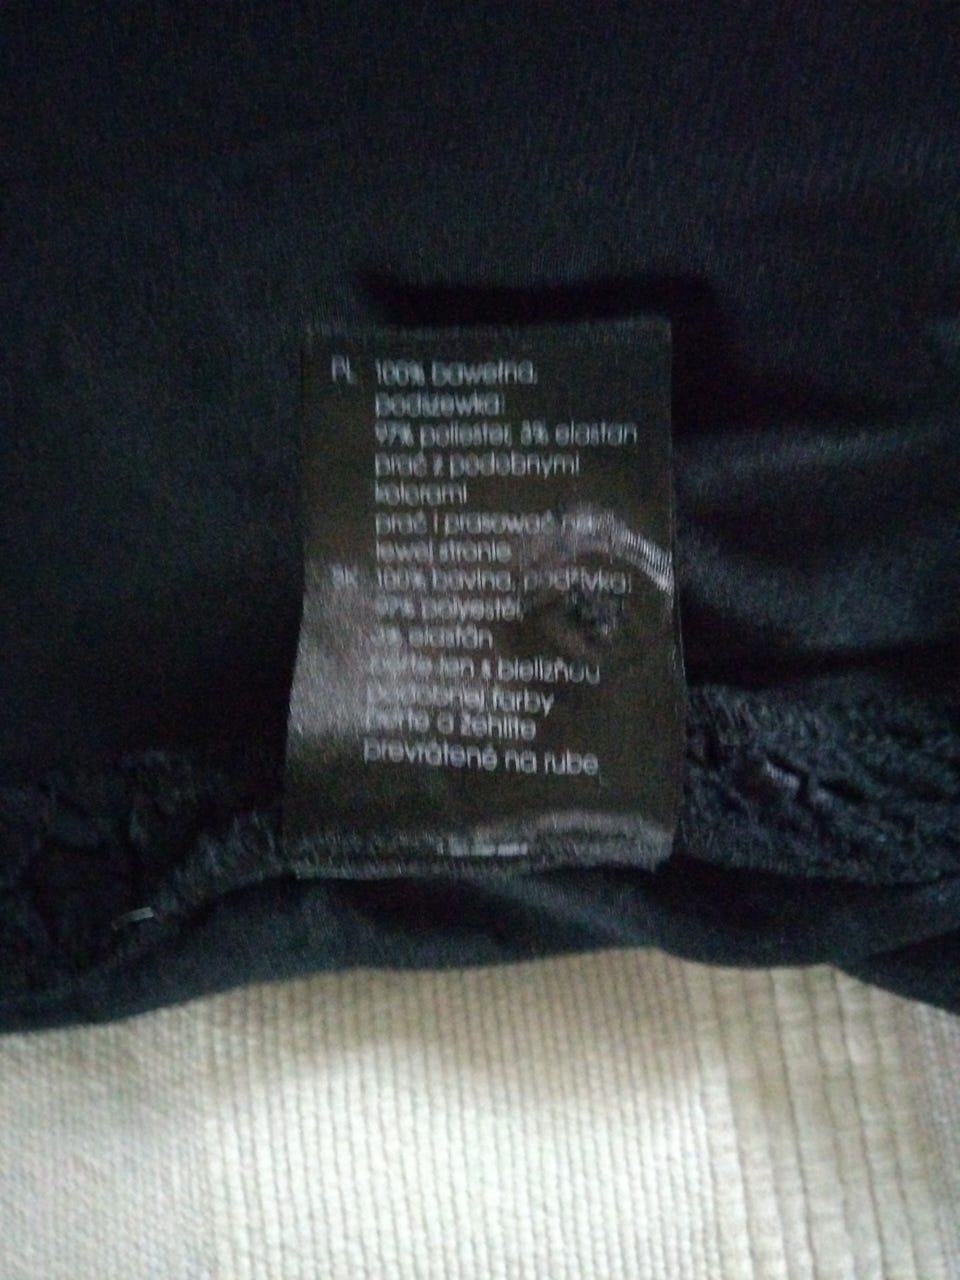 PL 100% bawełna,
podszewka:
97% poliester, 3% elastan
prać z podobnymi
kolorami
prać i prasować na
lewej stronie
SK 100% bavlna, podšívka:
97% polyester,
3% elastán
perte len s bielizňou
podobnej farby
perte a žehlite
prevrátené na rube